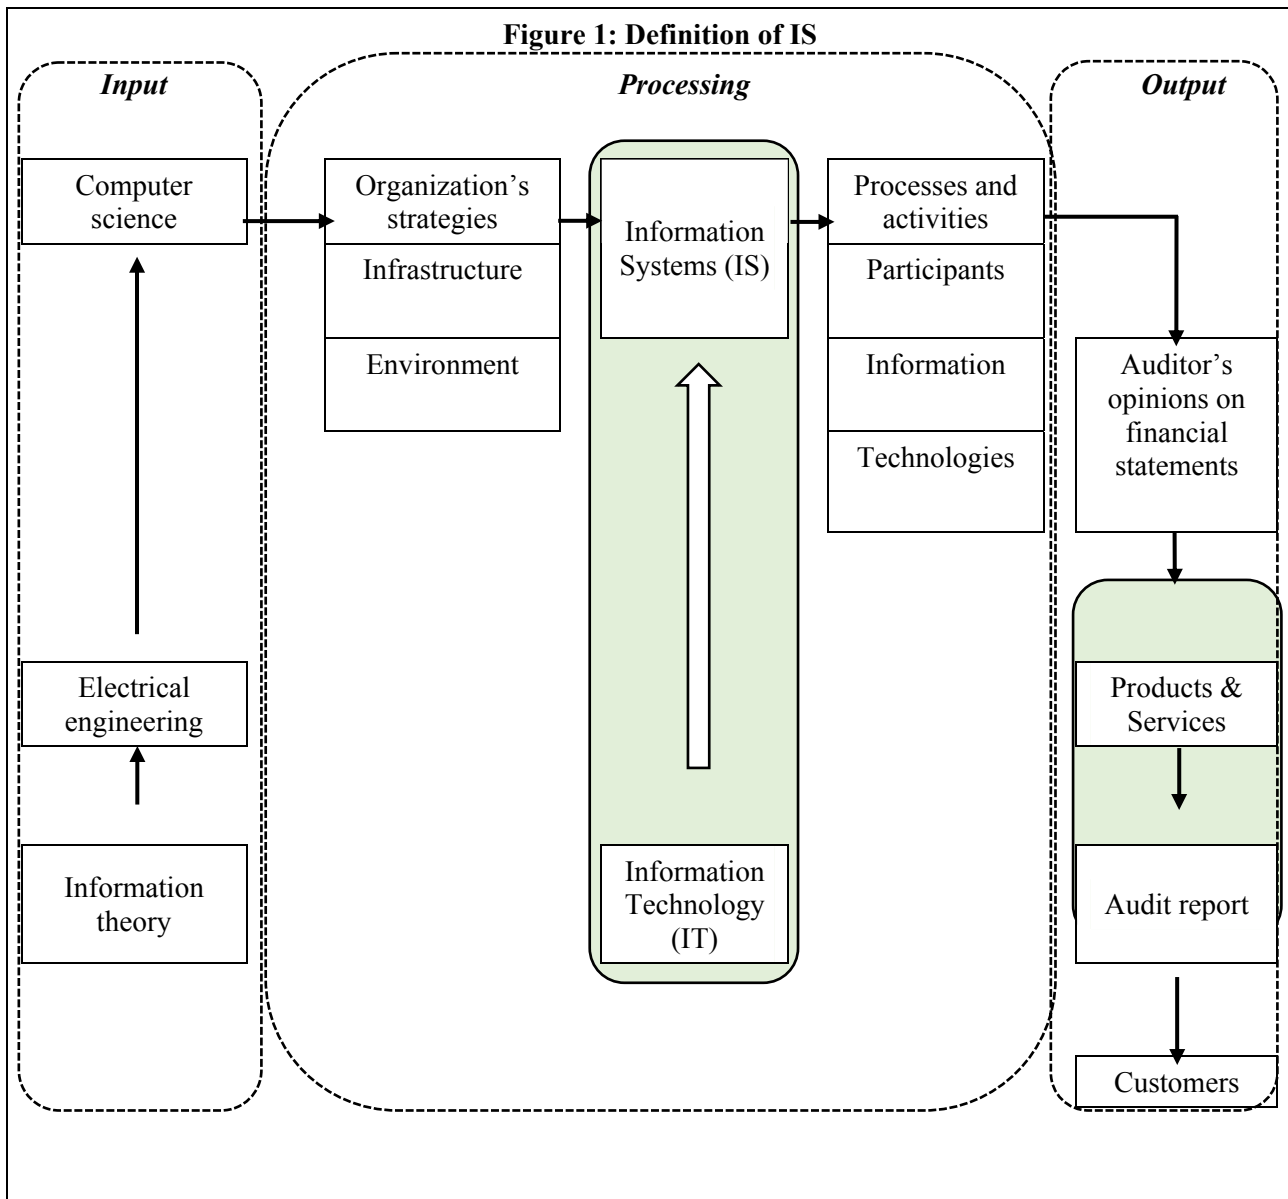 Figure 1: Definition of IS
Input
Processing
Output
Computer
science
Organization’s
strategies
Infrastructure
Environment
Information
Systems (IS)
Processes and
activities
Participants
Information
Technologies
Auditor’s
opinions on
financial
statements
Electrical
engineering
Products &
Services
Information
theory
Information
Technology
(IT)
Audit report
Customers